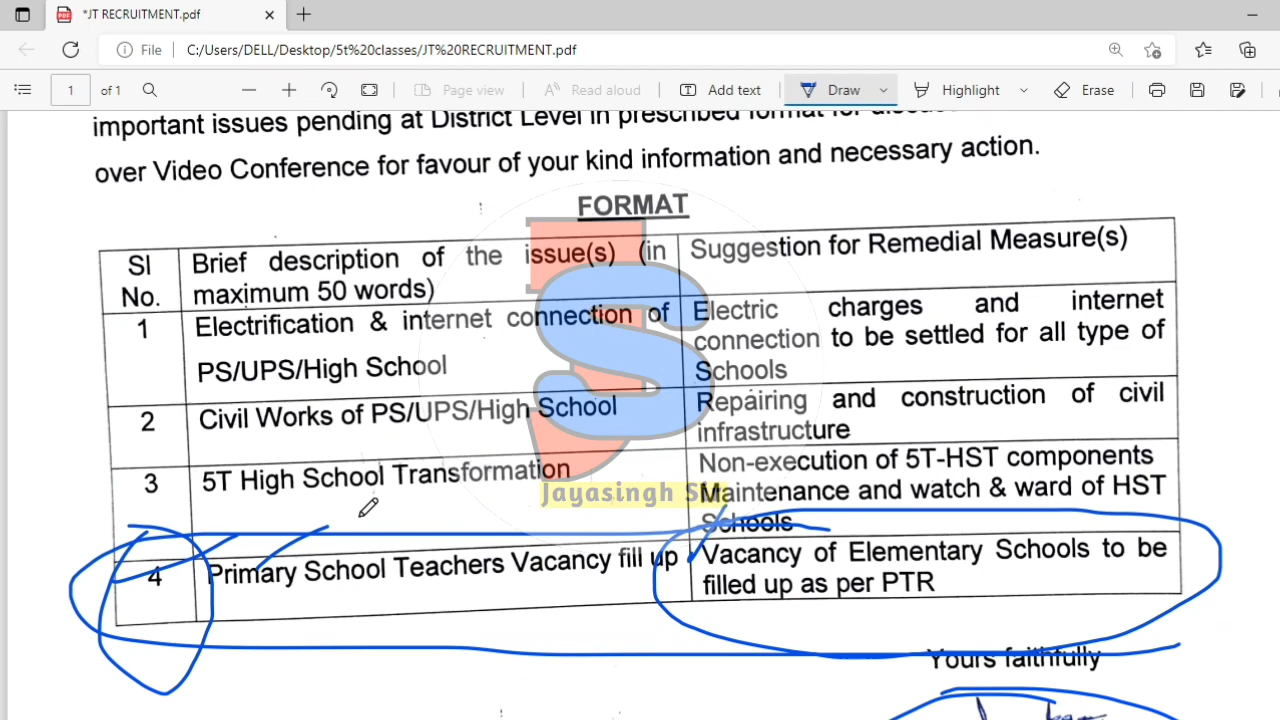 *JT RECRUITMENT.pdf
File C:/Users/DELL/Desktop/5t%20classes/JT%20RECRUITMENT.pdf
1 of 1 Page view Read aloud Add text Draw Highlight Erase
important issues pending at District Level in prescribed format for
over Video Conference for favour of your kind information and necessary action.
FORMAT
Sl No.
Brief description of the issue(s) (in
maximum 50 words)
Suggestion for Remedial Measure(s)
1
Electrification & internet connection of
PS/UPS/High School
Electric charges and internet
connection to be settled for all type of
Schools
2
Civil Works of PS/UPS/High School
Repairing and construction of civil
infrastructure
3
5T High School Transformation
Non-execution of 5T-HST components
Maintenance and watch & ward of HST
Schools
4
Primary School Teachers Vacancy fill up
Vacancy of Elementary Schools to be
filled up as per PTR
Yours faithfully
JS
Jayasingh